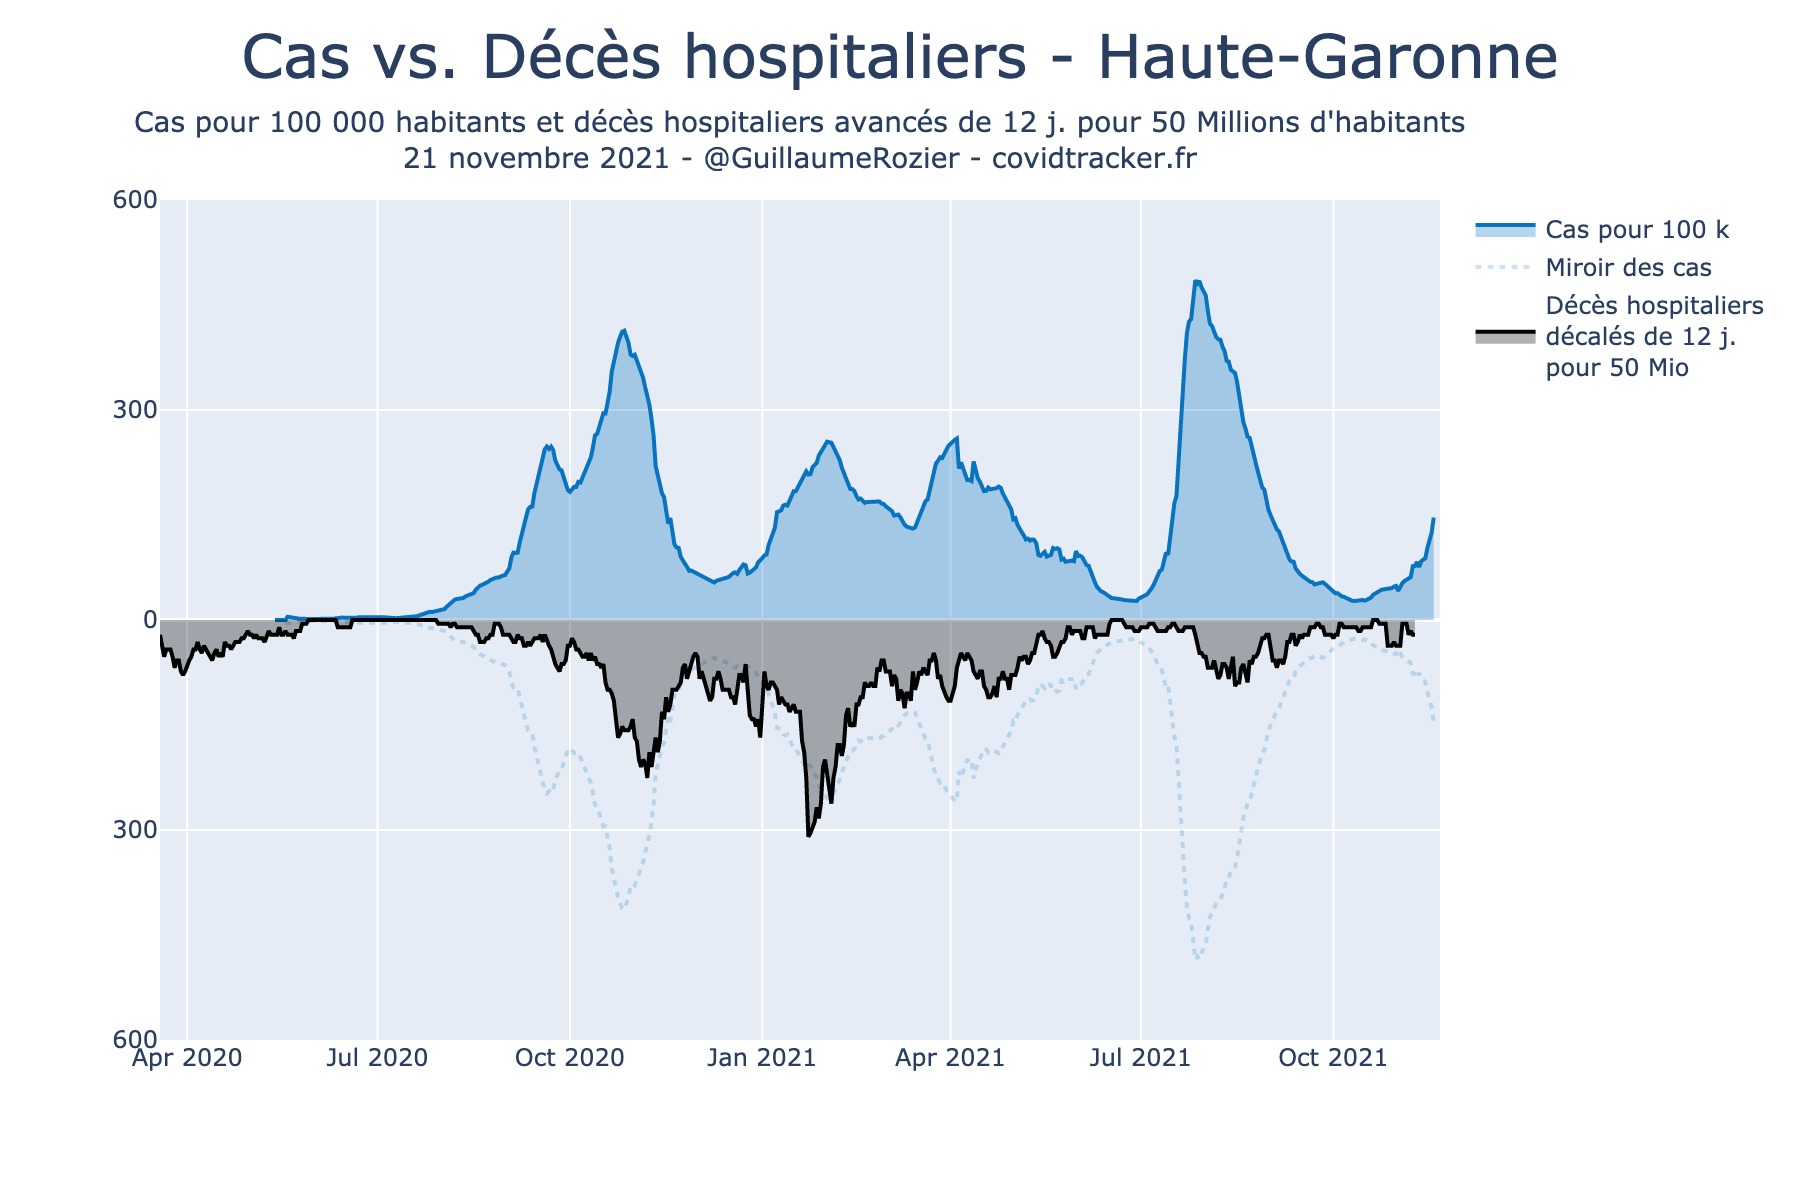 Cas vs. Décès hospitaliers - Haute-Garonne
Cas pour 100 000 habitants et décès hospitaliers avancés de 12 j. pour 50 Millions d'habitants
21 novembre 2021 - @GuillaumeRozier - covidtracker.fr
600
300
0
300
600
Apr 2020
Jul 2020
Oct 2020
Jan 2021
Apr 2021
Jul 2021
Oct 2021
Cas pour 100 k
Miroir des cas
Décès hospitaliers
décalés de 12 j.
pour 50 Mio